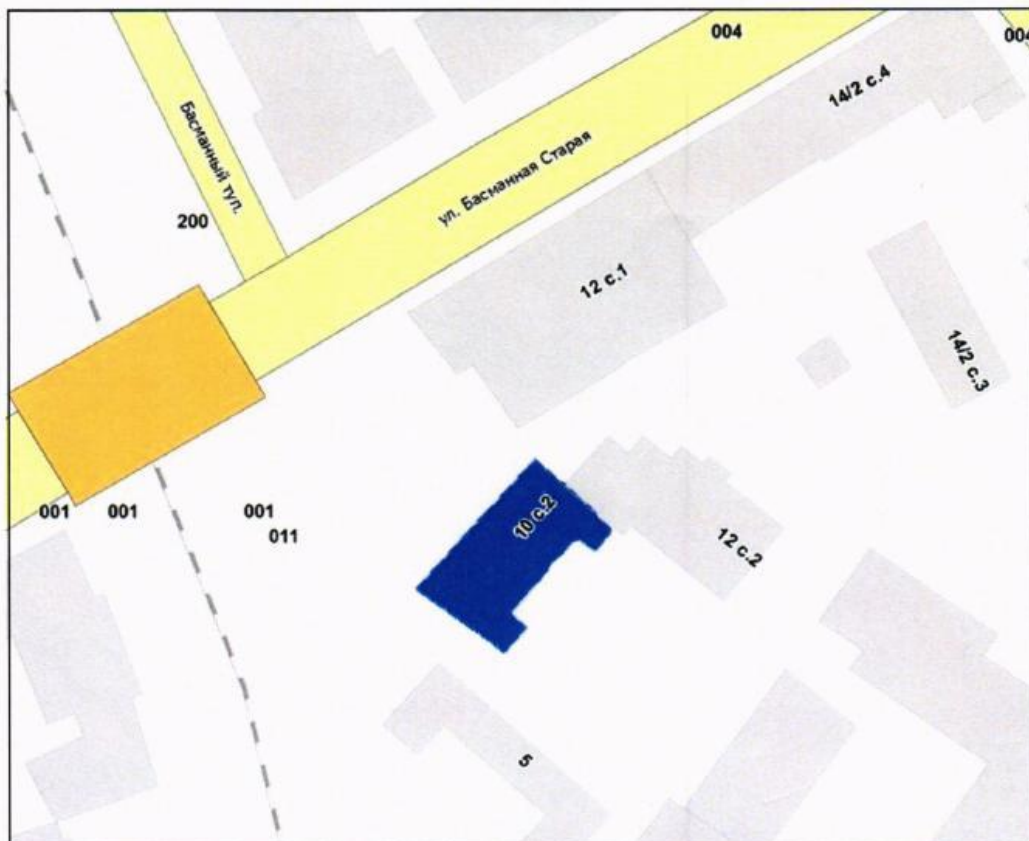 004
004
14/2 с.4
Басманный туп.
ул. Басманная Старая
200
12 с.1
14/2 с.3
001
001
001
011
10 с.2
12 с.2
5